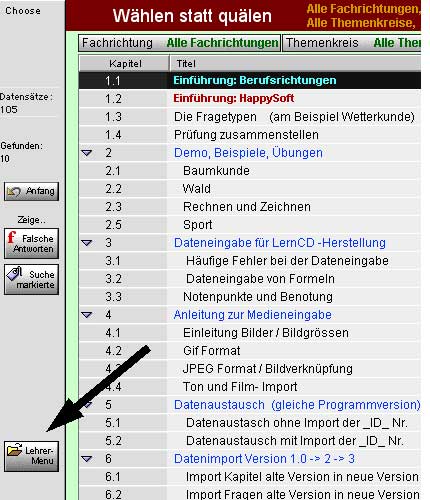 Choose
Wählen statt quälen
Alle Fachrichtungen,
Alle Themenkreise,
Fachrichtung Alle Fachrichtungen Themenkreis Alle Them
Kapitel Titel
Datensätze:
105
Gefunden:
10
Anfang
Zeige..
Falsche
Antworten
Suche
markierte
Lehrer-
Menu
1.1 Einführung: Berufsrichtungen
1.2 Einführung: HappySoft
1.3 Die Fragetypen (am Beispiel Wetterkunde)
1.4 Prüfung zusammenstellen
2 Demo, Beispiele, Übungen
2.1 Baumkunde
2.2 Wald
2.3 Rechnen und Zeichnen
2.5 Sport
3 Dateneingabe für LernCD -Herstellung
3.1 Häufige Fehler bei der Dateneingabe
3.2 Dateneingabe von Formeln
3.3 Notenpunkte und Benotung
4 Anleitung zur Medieneingabe
4.1 Einleitung Bilder / Bildgrössen
4.2 Gif Format
4.3 JPEG Format / Bildverknüpfung
4.4 Ton und Film- Import
5 Datenaustausch (gleiche Programmversion)
5.1 Datenaustasch ohne Import der _ID_ Nr.
5.2 Datenaustausch mit Import der _ID_ Nr.
6 Datenimport Version 1.0 -> 2 -> 3
6.1 Import Kapitel alte Version in neue Version
6.2 Import Fragen alte Version in neue Version